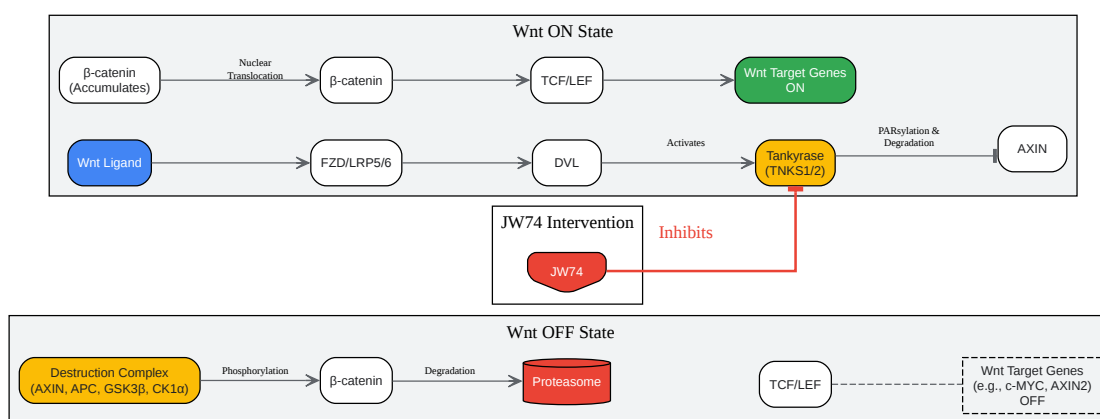 Wnt ON State
β-catenin
(Accumulates)
Nuclear
Translocation
β-catenin
TCF/LEF
Wnt Target Genes
ON
Wnt Ligand
FZD/LRP5/6
DVL
Activates
Tankyrase
(TNKS1/2)
PARsylation &
Degradation
AXIN
JW74 Intervention
JW74
Inhibits
Wnt OFF State
Destruction Complex
(AXIN, APC, GSK3β, CK1α)
Phosphorylation
β-catenin
Degradation
Proteasome
TCF/LEF
Wnt Target Genes
(e.g., c-MYC, AXIN2)
OFF